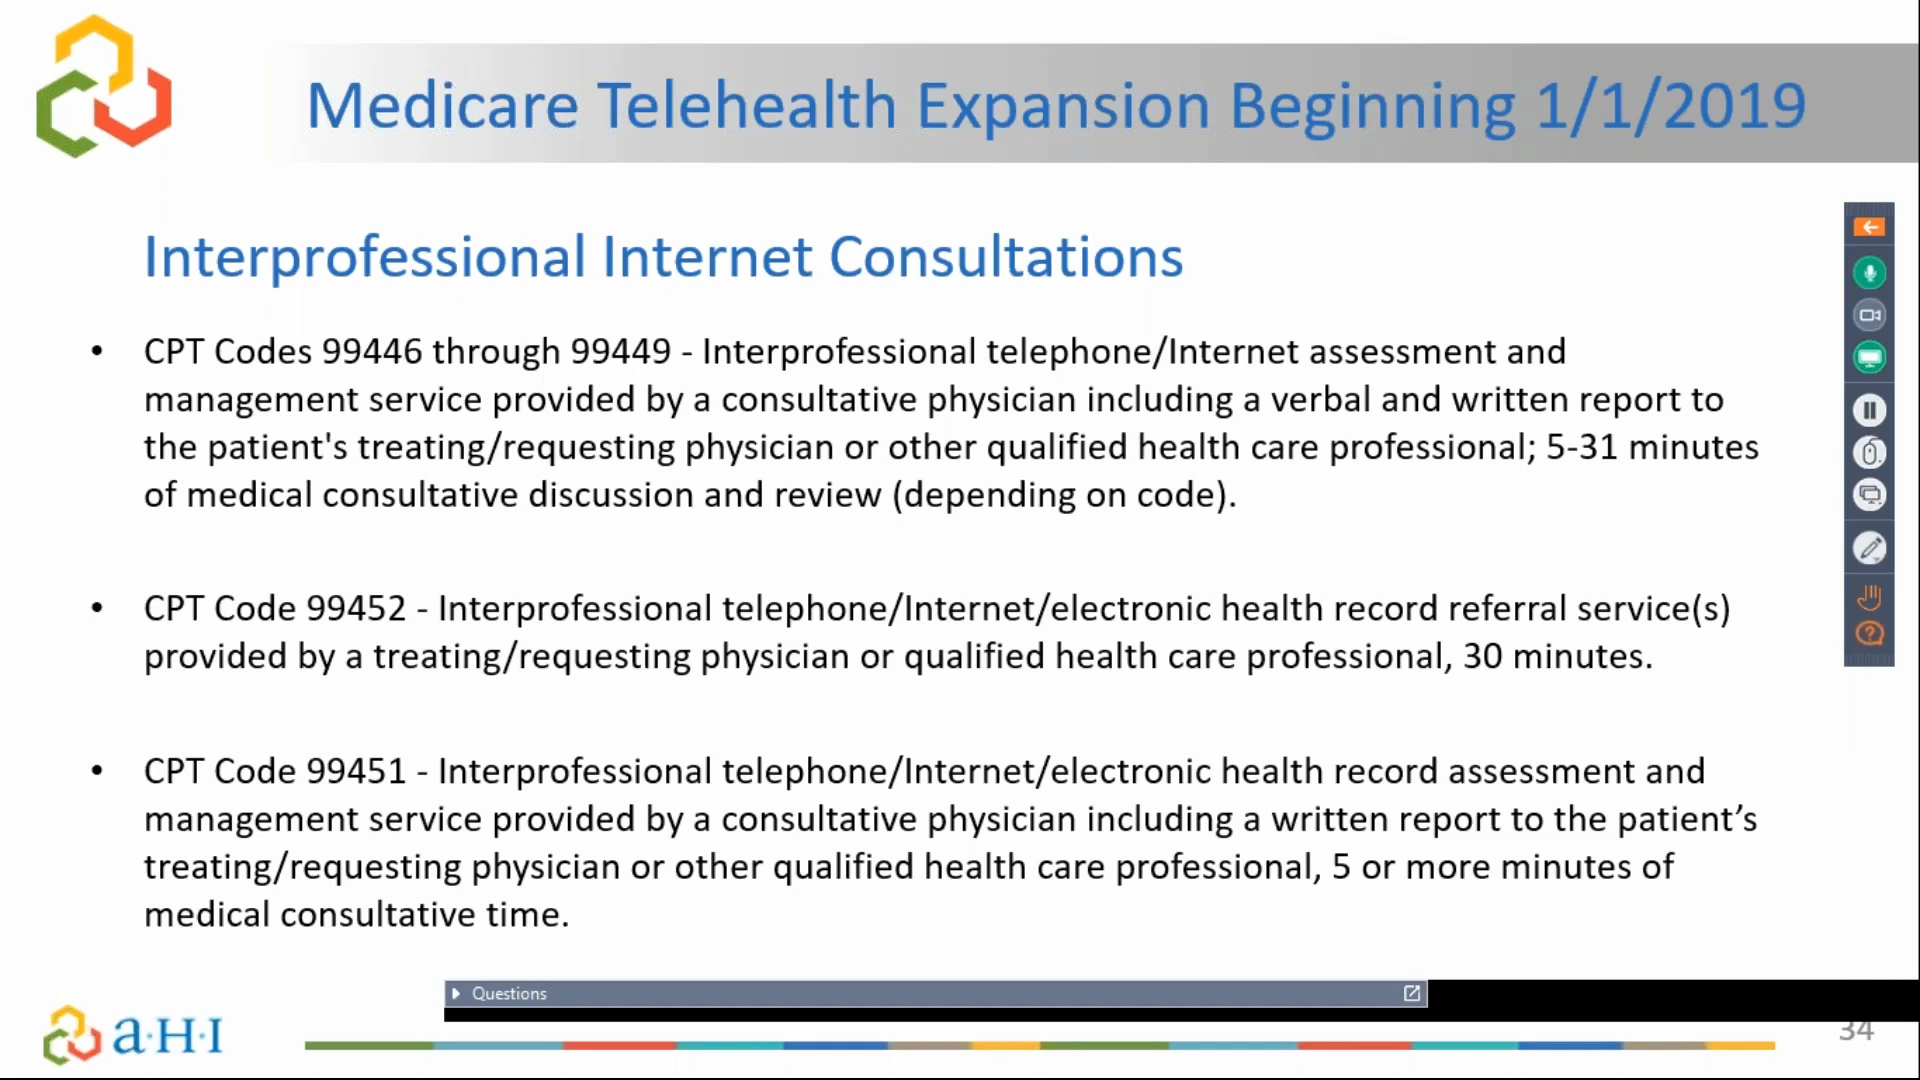 Medicare Telehealth Expansion Beginning 1/1/2019
Interprofessional Internet Consultations
• CPT Codes 99446 through 99449 - Interprofessional telephone/Internet assessment and
management service provided by a consultative physician including a verbal and written report to
the patient's treating/requesting physician or other qualified health care professional; 5-31 minutes
of medical consultative discussion and review (depending on code).
• CPT Code 99452 - Interprofessional telephone/Internet/electronic health record referral service(s)
provided by a treating/requesting physician or qualified health care professional, 30 minutes.
• CPT Code 99451 - Interprofessional telephone/Internet/electronic health record assessment and
management service provided by a consultative physician including a written report to the patient’s
treating/requesting physician or other qualified health care professional, 5 or more minutes of
medical consultative time.
Questions
a·H·I
34